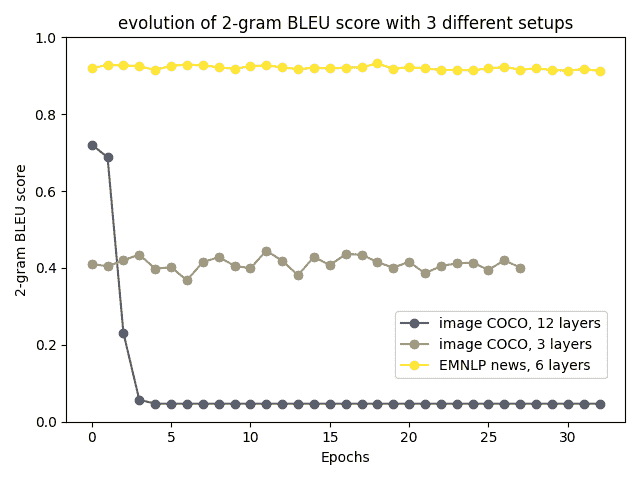 evolution of 2-gram BLEU score with 3 different setups
1.0
0.8
0.6
0.4
0.2
0.0
2-gram BLEU score
image COCO, 12 layers
image COCO, 3 layers
EMNLP news, 6 layers
0 5 10 15 20 25 30
Epochs